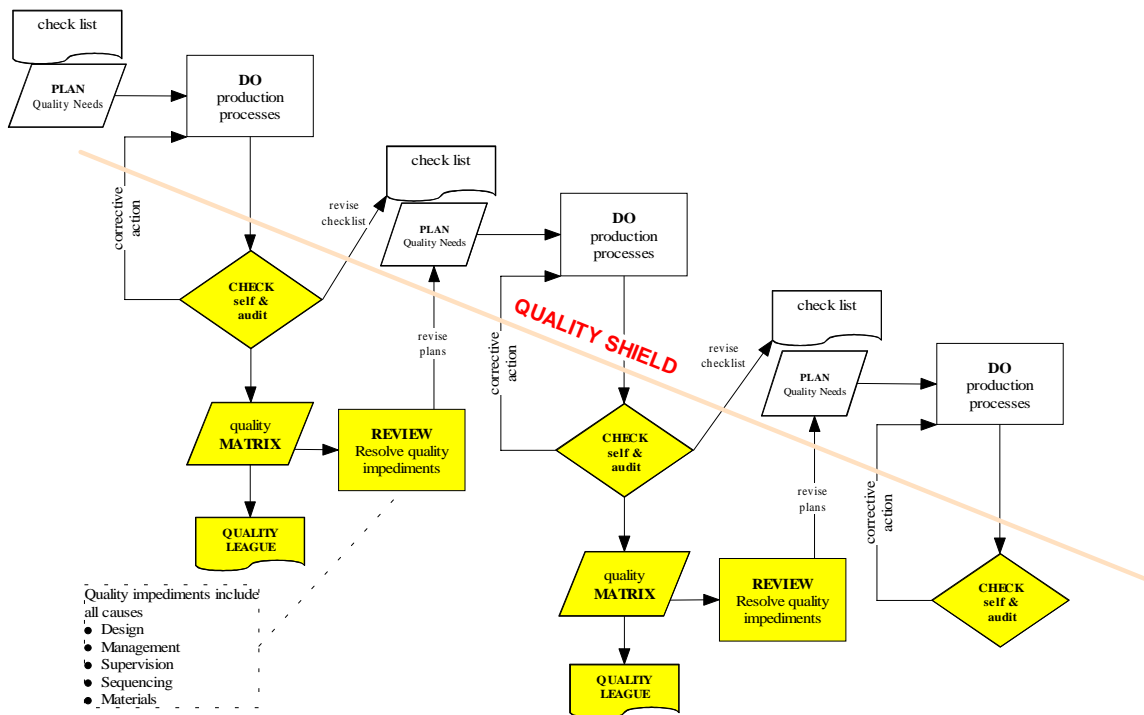 check list
PLAN
Quality Needs
DO
production
processes
corrective
action
CHECK
self &
audit
revise
checklist
quality
MATRIX
REVIEW
Resolve quality
impediments
QUALITY
LEAGUE
revise
plans
check list
PLAN
Quality Needs
DO
production
processes
QUALITY SHIELD
corrective
action
CHECK
self &
audit
revise
checklist
quality
MATRIX
REVIEW
Resolve quality
impediments
QUALITY
LEAGUE
revise
plans
check list
PLAN
Quality Needs
DO
production
processes
corrective
action
CHECK
self &
audit
Quality impediments include
all causes
● Design
● Management
● Supervision
● Sequencing
● Materials